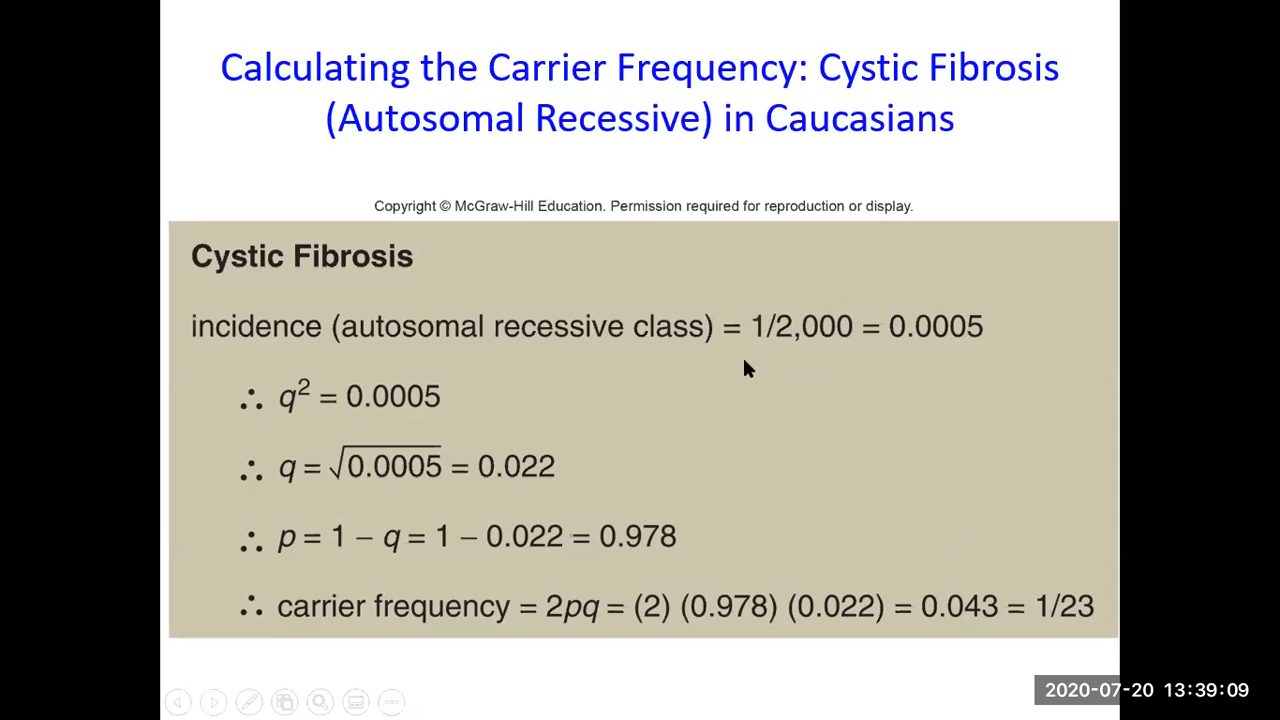 Calculating the Carrier Frequency: Cystic Fibrosis
(Autosomal Recessive) in Caucasians
Copyright © McGraw-Hill Education. Permission required for reproduction or display.
Cystic Fibrosis
incidence (autosomal recessive class) = 1/2,000 = 0.0005
∴ q² = 0.0005
∴ q = √0.0005 = 0.022
∴ p = 1 − q = 1 − 0.022 = 0.978
∴ carrier frequency = 2pq = (2) (0.978) (0.022) = 0.043 = 1/23
2020-07-20 13:39:09